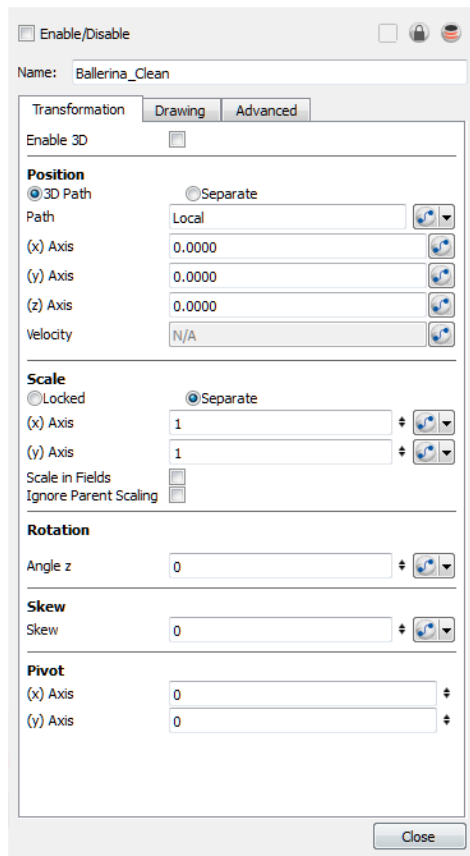 Enable/Disable
Name: Ballerina_Clean
Transformation Drawing Advanced
Enable 3D
Position
3D Path Separate
Path Local
(x) Axis 0.0000
(y) Axis 0.0000
(z) Axis 0.0000
Velocity N/A
Scale
Locked Separate
(x) Axis 1
(y) Axis 1
Scale in Fields
Ignore Parent Scaling
Rotation
Angle z 0
Skew
Skew 0
Pivot
(x) Axis 0
(y) Axis 0
Close